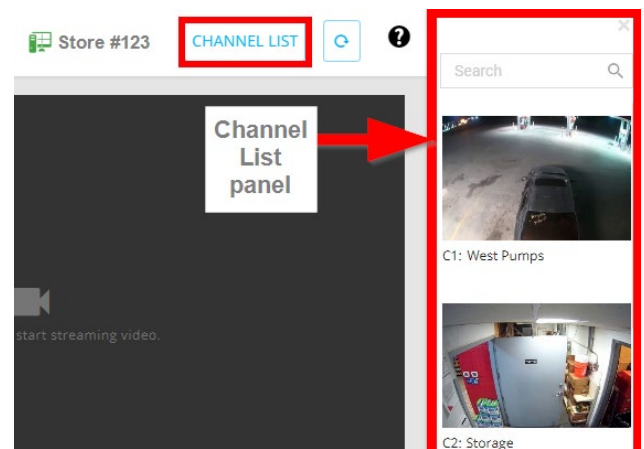 Store #123
CHANNEL LIST
?
Search
Channel
List
panel
C1: West Pumps
start streaming video.
C2: Storage